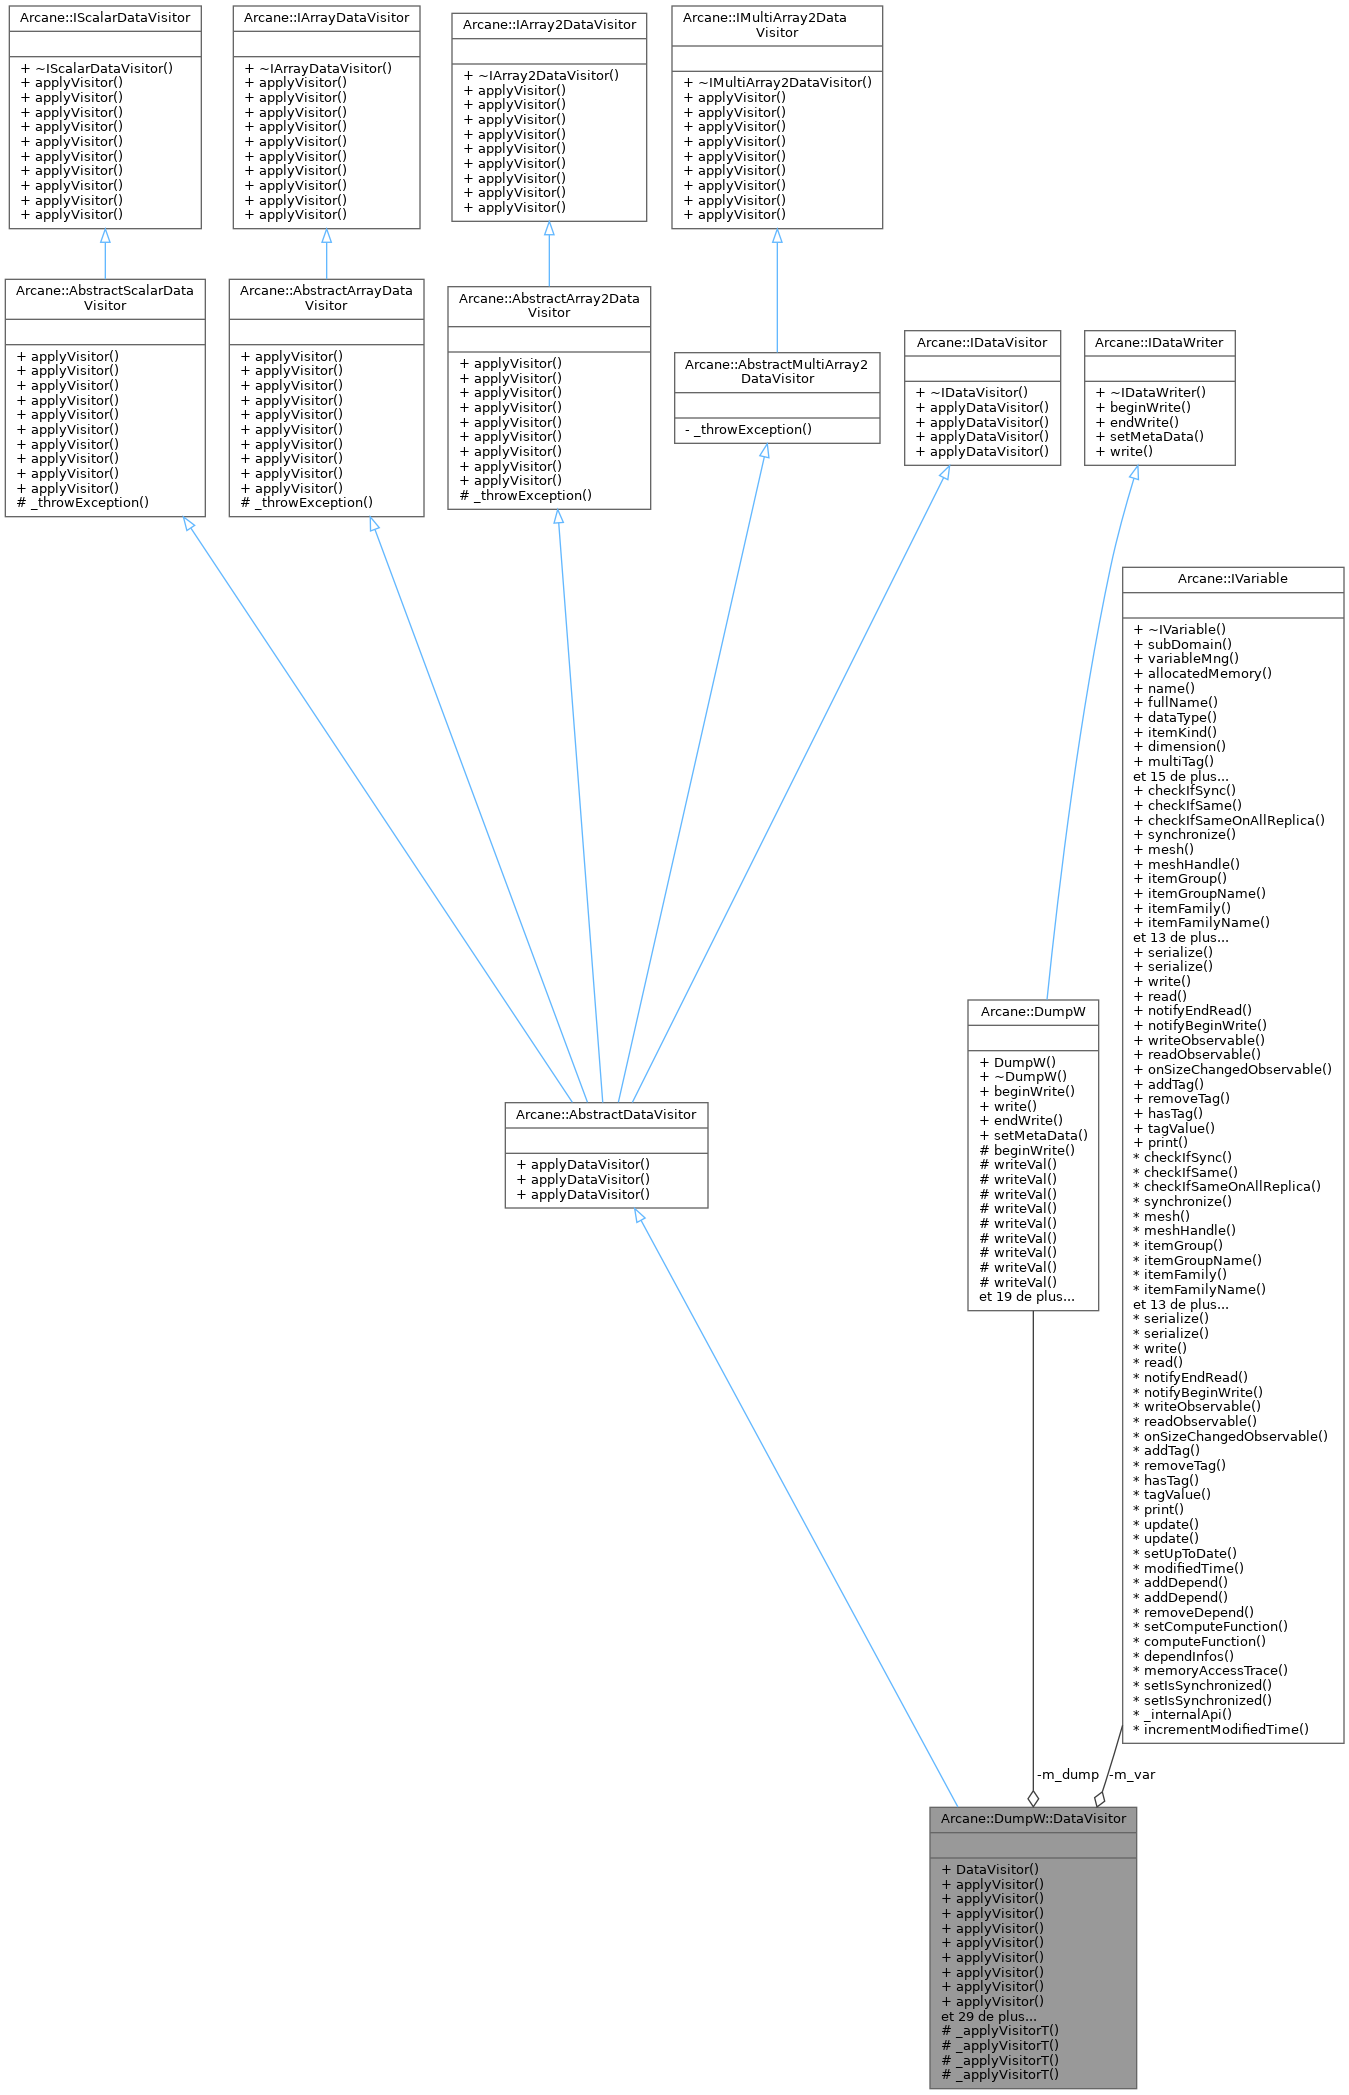 Arcane::IScalarDataVisitor
+ ~IScalarDataVisitor()
+ applyVisitor()
+ applyVisitor()
+ applyVisitor()
+ applyVisitor()
+ applyVisitor()
+ applyVisitor()
+ applyVisitor()
+ applyVisitor()
+ applyVisitor()
+ applyVisitor()
Arcane::IArrayDataVisitor
+ ~IArrayDataVisitor()
+ applyVisitor()
+ applyVisitor()
+ applyVisitor()
+ applyVisitor()
+ applyVisitor()
+ applyVisitor()
+ applyVisitor()
+ applyVisitor()
+ applyVisitor()
+ applyVisitor()
Arcane::IArray2DataVisitor
+ ~IArray2DataVisitor()
+ applyVisitor()
+ applyVisitor()
+ applyVisitor()
+ applyVisitor()
+ applyVisitor()
+ applyVisitor()
+ applyVisitor()
+ applyVisitor()
+ applyVisitor()
Arcane::IMultiArray2Data
Visitor
+ ~IMultiArray2DataVisitor()
+ applyVisitor()
+ applyVisitor()
+ applyVisitor()
+ applyVisitor()
+ applyVisitor()
+ applyVisitor()
+ applyVisitor()
+ applyVisitor()
+ applyVisitor()
Arcane::AbstractScalarData
Visitor
+ applyVisitor()
+ applyVisitor()
+ applyVisitor()
+ applyVisitor()
+ applyVisitor()
+ applyVisitor()
+ applyVisitor()
+ applyVisitor()
+ applyVisitor()
+ applyVisitor()
# _throwException()
Arcane::AbstractArrayData
Visitor
+ applyVisitor()
+ applyVisitor()
+ applyVisitor()
+ applyVisitor()
+ applyVisitor()
+ applyVisitor()
+ applyVisitor()
+ applyVisitor()
+ applyVisitor()
+ applyVisitor()
# _throwException()
Arcane::AbstractArray2Data
Visitor
+ applyVisitor()
+ applyVisitor()
+ applyVisitor()
+ applyVisitor()
+ applyVisitor()
+ applyVisitor()
+ applyVisitor()
+ applyVisitor()
+ applyVisitor()
# _throwException()
Arcane::AbstractMultiArray2
DataVisitor
- _throwException()
Arcane::IDataVisitor
+ ~IDataVisitor()
+ applyDataVisitor()
+ applyDataVisitor()
+ applyDataVisitor()
+ applyDataVisitor()
Arcane::IDataWriter
+ ~IDataWriter()
+ beginWrite()
+ endWrite()
+ setMetaData()
+ write()
Arcane::IVariable
+ ~IVariable()
+ subDomain()
+ variableMng()
+ allocatedMemory()
+ name()
+ fullName()
+ dataType()
+ itemKind()
+ dimension()
+ multiTag()
et 15 de plus...
+ checkIfSync()
+ checkIfSame()
+ checkIfSameOnAllReplica()
+ synchronize()
+ mesh()
+ meshHandle()
+ itemGroup()
+ itemGroupName()
+ itemFamily()
+ itemFamilyName()
et 13 de plus...
+ serialize()
+ serialize()
+ write()
+ read()
+ notifyEndRead()
+ notifyBeginWrite()
+ writeObservable()
+ readObservable()
+ onSizeChangedObservable()
+ addTag()
+ removeTag()
+ hasTag()
+ tagValue()
+ print()
* checkIfSync()
* checkIfSame()
* checkIfSameOnAllReplica()
* synchronize()
* mesh()
* meshHandle()
* itemGroup()
* itemGroupName()
* itemFamily()
* itemFamilyName()
et 13 de plus...
* serialize()
* serialize()
* write()
* read()
* notifyEndRead()
* notifyBeginWrite()
* writeObservable()
* readObservable()
* onSizeChangedObservable()
* addTag()
* removeTag()
* hasTag()
* tagValue()
* print()
* update()
* update()
* setUpToDate()
* modifiedTime()
* addDepend()
* addDepend()
* removeDepend()
* setComputeFunction()
* computeFunction()
* dependInfos()
* memoryAccessTrace()
* setIsSynchronized()
* setIsSynchronized()
* _internalApi()
* incrementModifiedTime()
Arcane::DumpW
+ DumpW()
+ ~DumpW()
+ beginWrite()
+ write()
+ endWrite()
+ setMetaData()
# beginWrite()
# writeVal()
# writeVal()
# writeVal()
# writeVal()
# writeVal()
# writeVal()
# writeVal()
# writeVal()
# writeVal()
et 19 de plus...
Arcane::AbstractDataVisitor
+ applyDataVisitor()
+ applyDataVisitor()
+ applyDataVisitor()
-m_dump
-m_var
Arcane::DumpW::DataVisitor
+ DataVisitor()
+ applyVisitor()
+ applyVisitor()
+ applyVisitor()
+ applyVisitor()
+ applyVisitor()
+ applyVisitor()
+ applyVisitor()
+ applyVisitor()
+ applyVisitor()
et 29 de plus...
# _applyVisitorT()
# _applyVisitorT()
# _applyVisitorT()
# _applyVisitorT()